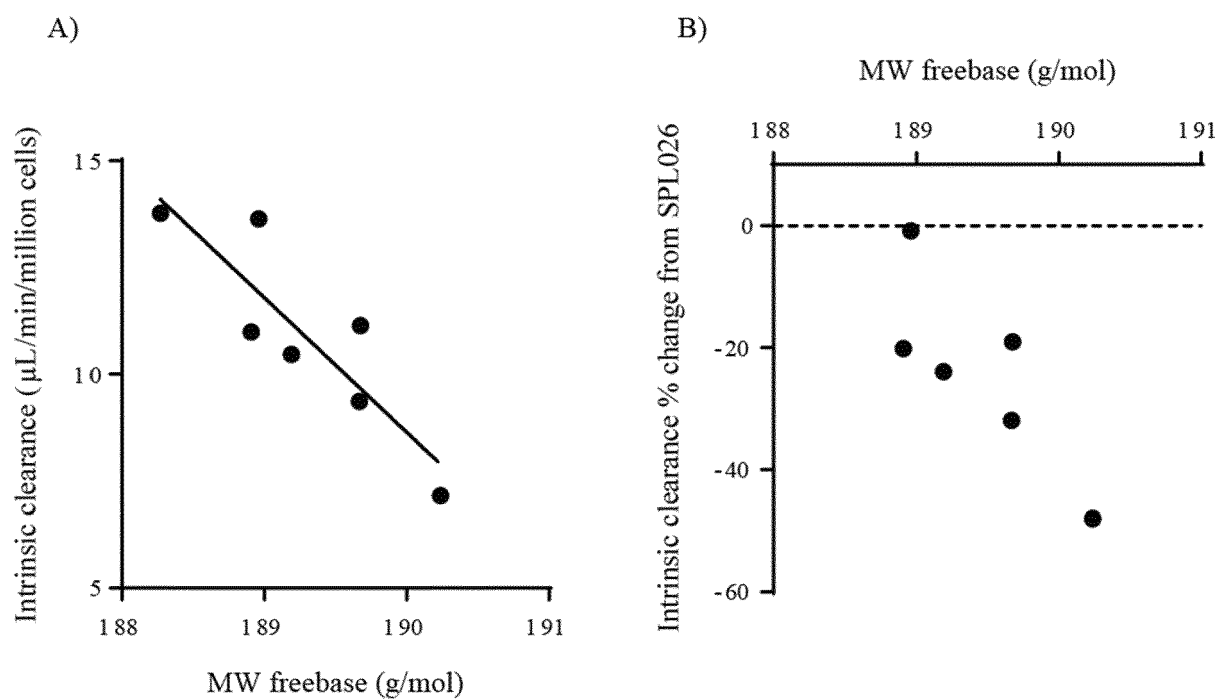 A)
Intrinsic clearance (µL/min/million cells)
15
10
5
188 189 190 191
MW freebase (g/mol)
B)
MW freebase (g/mol)
188 189 190 191
Intrinsic clearance % change from SPL026
0
-20
-40
-60